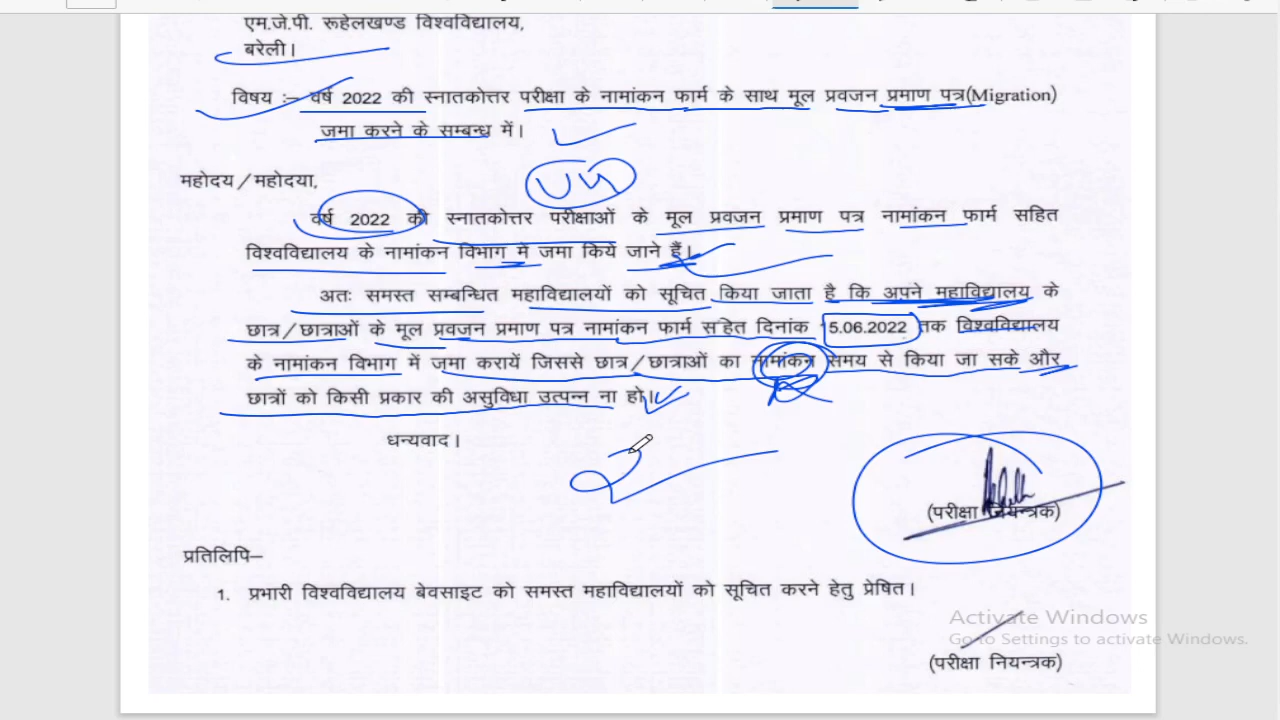 एम.जे.पी. रूहेलखण्ड विश्वविद्यालय,
बरेली।
विषय :– वर्ष 2022 की स्नातकोत्तर परीक्षा के नामांकन फार्म के साथ मूल प्रवजन प्रमाण पत्र(Migration)
जमा करने के सम्बन्ध में।
महोदय/महोदया,
वर्ष 2022 की स्नातकोत्तर परीक्षाओं के मूल प्रवजन प्रमाण पत्र नामांकन फार्म सहित
विश्वविद्यालय के नामांकन विभाग में जमा किये जाने हैं।
अतः समस्त सम्बन्धित महाविद्यालयों को सूचित किया जाता है कि अपने महाविद्यालय के
छात्र/छात्राओं के मूल प्रवजन प्रमाण पत्र नामांकन फार्म सहित दिनांक 5.06.2022 तक विश्वविद्यालय
के नामांकन विभाग में जमा करायें जिससे छात्र/छात्राओं का नामांकन समय से किया जा सके और
छात्रों को किसी प्रकार की असुविधा उत्पन्न ना हो।
धन्यवाद।
(परीक्षा नियन्त्रक)
प्रतिलिपि–
1. प्रभारी विश्वविद्यालय बेवसाइट को समस्त महाविद्यालयों को सूचित करने हेतु प्रेषित।
Activate Windows
Go to Settings to activate Windows.
(परीक्षा नियन्त्रक)